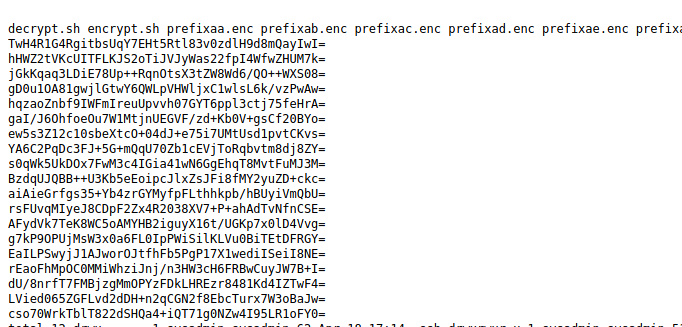 decrypt.sh encrypt.sh prefixaa.enc prefixab.enc prefixac.enc prefixad.enc prefixae.enc prefixa
TwH4R1G4RgitbsUqY7EHt5Rtl83v0zdlH9d8mQayIwI=
hHWZ2tVKcUITFLKJS2oTiJVJyWas22fpI4WfwZHUM7k=
jGkKqaq3LDiE78Up++RqnOtsX3tZW8Wd6/QO++WXS08=
gD0u1OA81gwjlGtwY6QWLpVHWljxC1wlsL6k/vzPwAw=
hqzaoZnbf9IWFmIreuUpvvh07GYT6ppl3ctj75feHrA=
gaI/J6OhfoeOu7W1MtjnUEGVF/zd+Kb0V+gsCf20BYo=
ew5s3Z12c10sbeXtcO+04dJ+e75i7UMtUsd1pvtCKvs=
YA6C2PqDc3FJ+5G+mQqU70Zb1cEVjToRqbvtm8dj8ZY=
s0qWk5UkDOx7FwM3c4IGia41wN6GgEhqT8MvtFuMJ3M=
BzdqUJQBB++U3Kb5eEoipcJlxZsJFi8fMY2yuZD+ckc=
aiAieGrfgs35+Yb4zrGYMyfpFLthhkpb/hBUyiVmQbU=
rsFUvqMIyeJ8CDpF2Zx4R2038XV7+P+ahAdTvNfnCSE=
AFydVk7TeK8WC5oAMYHB2iguyX16t/UGKp7x0lD4Vvg=
g7kP9OPUjMsW3x0a6FL0IpPWiSilKLVu0BiTEtDFRGY=
EaILPSwyjJ1AJworOJtfhFb5PgP17X1wediISeiI8NE=
rEaoFhMpOC0MMiWhziJnj/n3HW3cH6FRBwCuyJW7B+I=
dU/8nrfT7FMBjzgMmOPYzFDkLHREzr8481Kd4IZTwF4=
LVied065ZGFLvd2dDH+n2qCGN2f8EbcTurx7W3oBaJw=
cso70WrkTblT822dSHQa4+iQT71g0NZw4I95LR1oFY0=